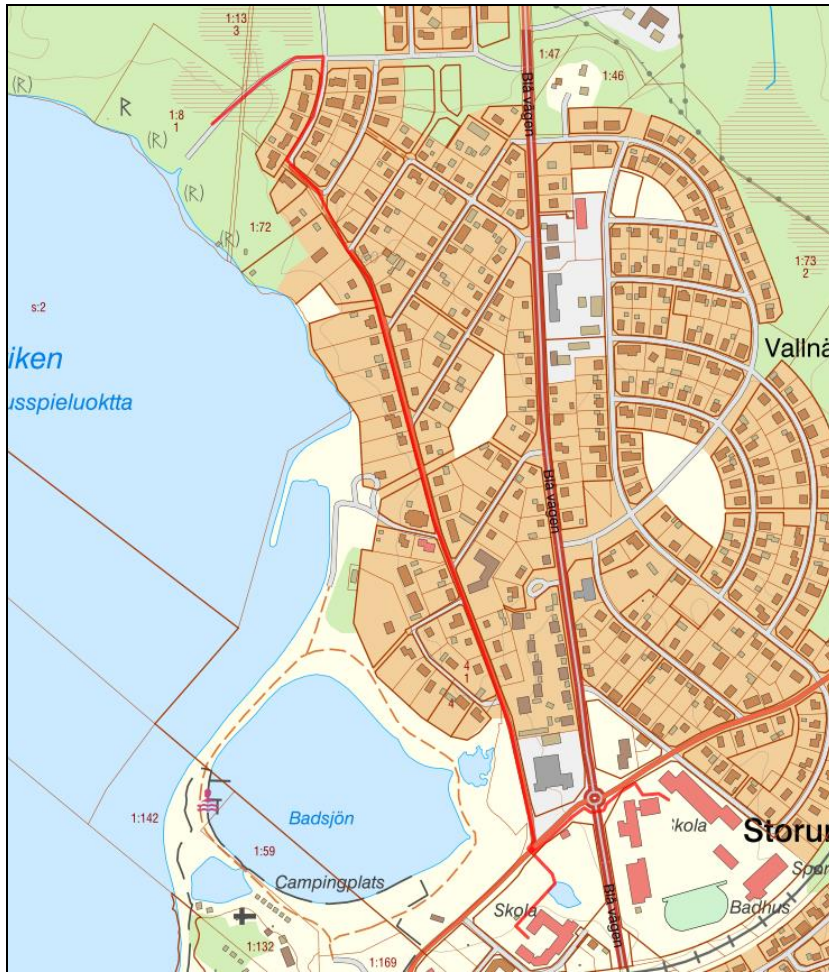 1:13
3
1:47
1:46
(R)
R
1:8
1
(R)
(R)
Blå vägen
(R)
1:72
1:73
2
s:2
Vallnä
iken
usspieluoktta
Blå vägen
4
1
4
Badsjön
1:142
Skola
Storur
1:59
Campingplats
Spor
Skola
Badhus
Blå vägen
1:132
1:169